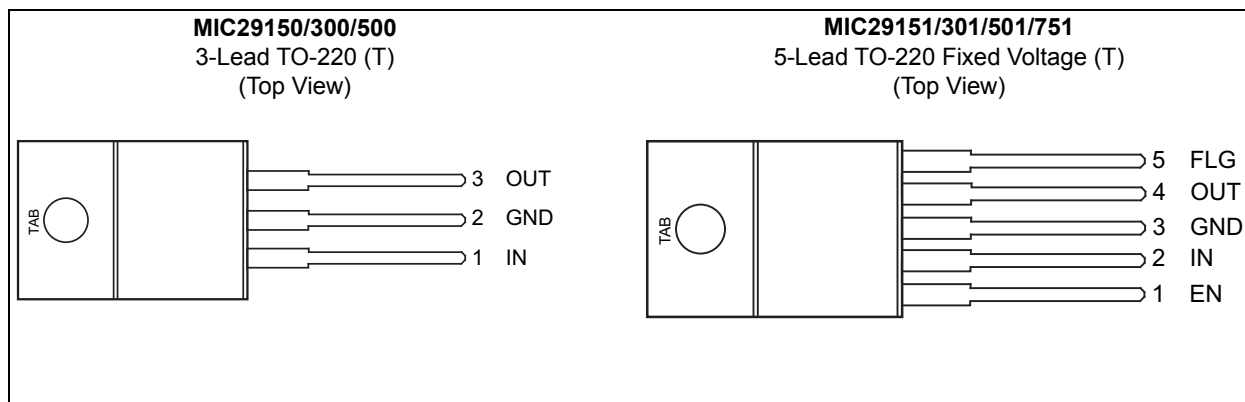 MIC29150/300/500
3-Lead TO-220 (T)
(Top View)
TAB
3 OUT
2 GND
1 IN
MIC29151/301/501/751
5-Lead TO-220 Fixed Voltage (T)
(Top View)
TAB
5 FLG
4 OUT
3 GND
2 IN
1 EN